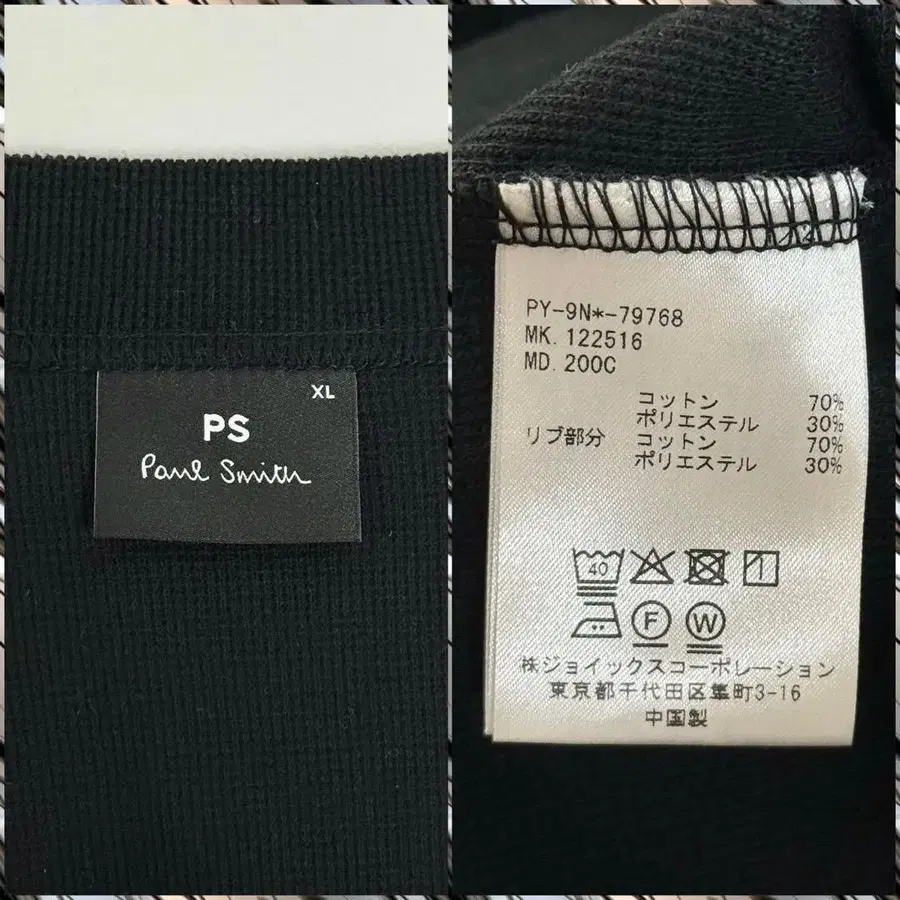 XL
PS
Paul Smith
PY-9N*-79768
MK. 122516
MD. 200C
コットン 70%
ポリエステル 30%
リブ部分 コットン 70%
ポリエステル 30%
40
F W
株ジョイックスコーポレーション
東京都千代田区隼町3-16
中国製